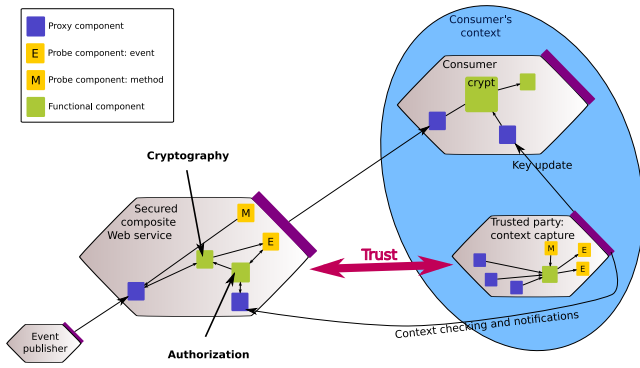 Proxy component
E Probe component: event
M Probe component: method
Functional component
Consumer's
context
Consumer
crypt
Key update
Cryptography
Secured
composite
Web service
M
E
Trust
Trusted party:
context capture
M
E
E
Context checking and notifications
Event
publisher
Authorization